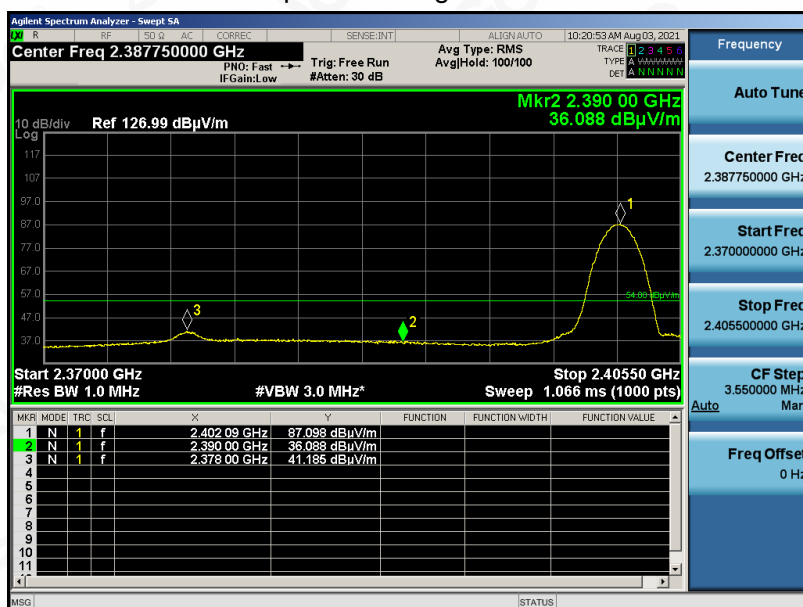 Agilent Spectrum Analyzer - Swept SA
LXI R RF 50 Ω AC CORREC SENSE:INT ALIGN AUTO 10:20:53 AM Aug 03, 2021
Center Freq 2.387750000 GHz
PNO: Fast
IFGain:Low
Trig: Free Run
#Atten: 30 dB
Avg Type: RMS
Avg|Hold: 100/100
TRACE 1 2 3 4 5 6
TYPE A WWWWW
DET A N N N N N
Mkr2 2.390 00 GHz
36.088 dBµV/m
10 dB/div Ref 126.99 dBµV/m
Log
117
107
97.0
87.0
77.0
67.0
57.0
47.0
37.0
1
2
3
54.00 dBµV/m
Start 2.37000 GHz Stop 2.40550 GHz
#Res BW 1.0 MHz #VBW 3.0 MHz* Sweep 1.066 ms (1000 pts)
MKR MODE TRC SCL X Y FUNCTION FUNCTION WIDTH FUNCTION VALUE
1 N 1 f 2.402 09 GHz 87.098 dBµV/m
2 N 1 f 2.390 00 GHz 36.088 dBµV/m
3 N 1 f 2.378 00 GHz 41.185 dBµV/m
4
5
6
7
8
9
10
11
MSG STATUS
Frequency
Auto Tune
Center Freq
2.387750000 GHz
Start Freq
2.370000000 GHz
Stop Freq
2.405500000 GHz
CF Step
3.550000 MHz
Auto Man
Freq Offset
0 Hz